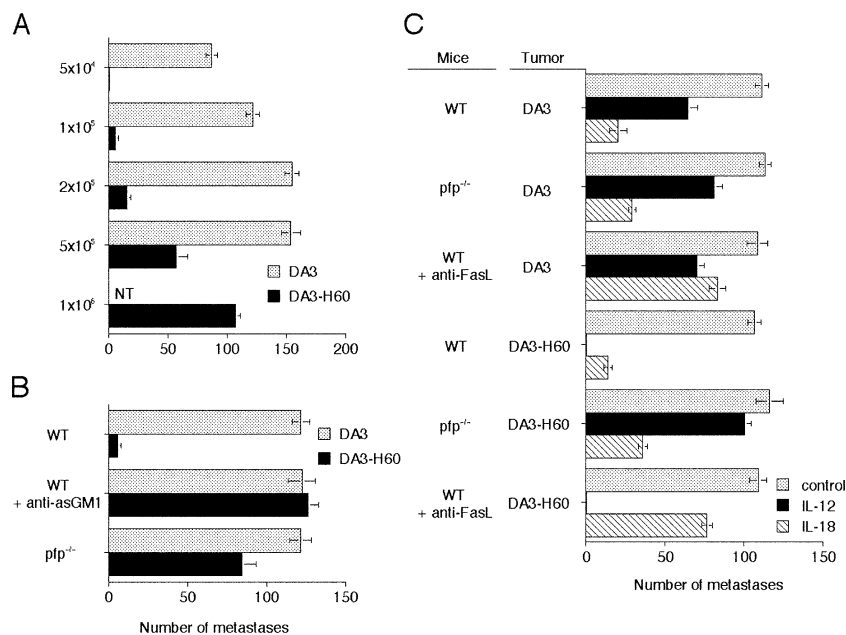 A
5x10⁴
1x10⁵
2x10⁵
5x10⁵
1x10⁶
NT
DA3
DA3-H60
0 50 100 150 200
B
WT
WT
+ anti-asGM1
pfp⁻/⁻
DA3
DA3-H60
0 50 100 150
Number of metastases
C
Mice Tumor
WT DA3
pfp⁻/⁻ DA3
WT
+ anti-FasL
DA3
WT DA3-H60
pfp⁻/⁻ DA3-H60
WT
+ anti-FasL
DA3-H60
control
IL-12
IL-18
0 50 100 150
Number of metastases